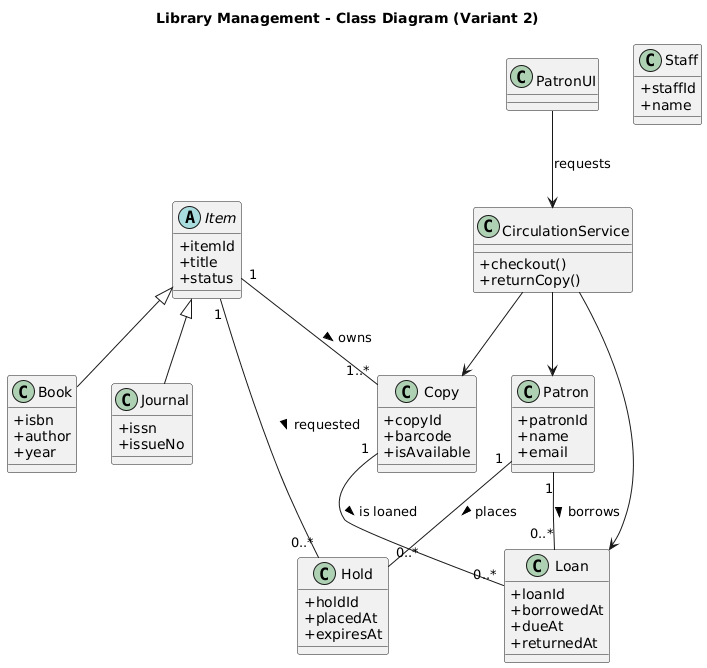 Library Management - Class Diagram (Variant 2)
C PatronUI
C Staff
+staffId
+name
requests
A Item
+itemId
+title
+status
C CirculationService
+checkout()
+returnCopy()
1
1
owns
1..*
C Book
+isbn
+author
+year
C Journal
+issn
+issueNo
C Copy
+copyId
+barcode
+isAvailable
C Patron
+patronId
+name
+email
requested
1
1
1
is loaned
places
borrows
0..*
0..*
0..*
0..*
C Hold
+holdId
+placedAt
+expiresAt
C Loan
+loanId
+borrowedAt
+dueAt
+returnedAt